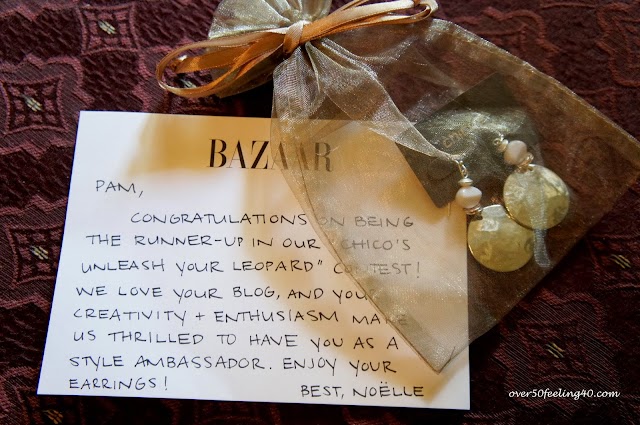 BAZAAR
PAM,
CONGRATULATIONS ON BEING
THE RUNNER-UP IN OUR "CHICO'S
UNLEASH YOUR LEOPARD" CONTEST!
WE LOVE YOUR BLOG, AND YOUR
CREATIVITY + ENTHUSIASM MAKE
US THRILLED TO HAVE YOU AS A
STYLE AMBASSADOR. ENJOY YOUR
EARRINGS!
BEST, NOËLLE
over50feeling40.com